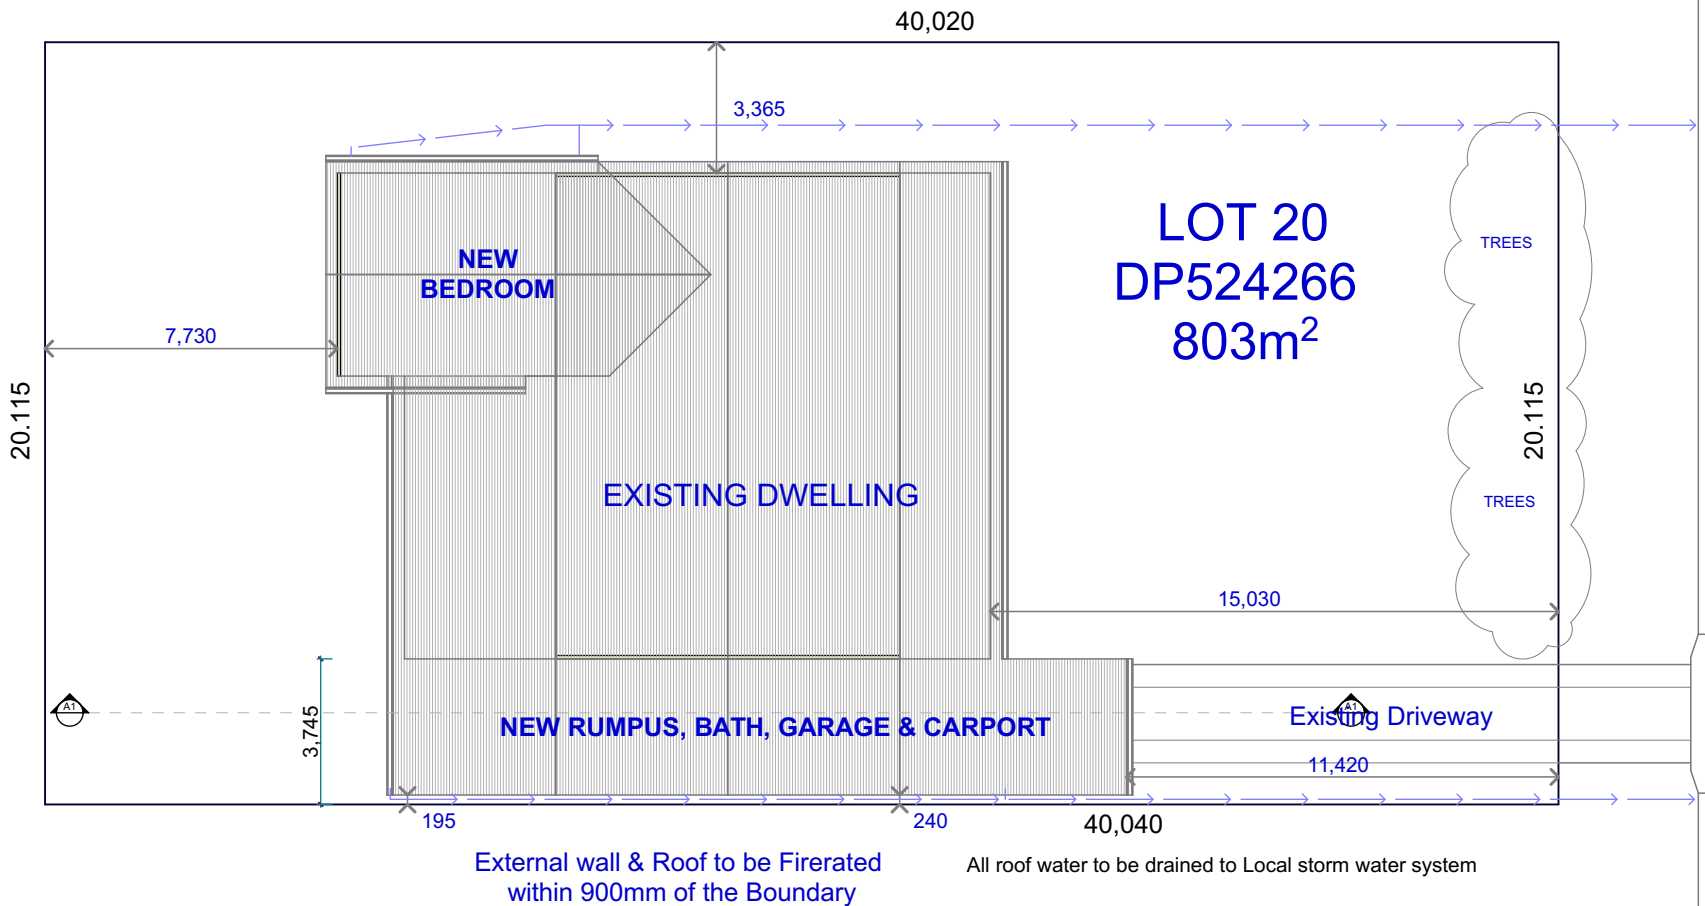 40,020
3,365
LOT 20
DP524266
803m²
TREES
NEW
BEDROOM
7,730
20.115
20.115
EXISTING DWELLING
TREES
15,030
3,745
A1
NEW RUMPUS, BATH, GARAGE & CARPORT
A1
Existing Driveway
11,420
195
240
40,040
External wall & Roof to be Firerated
within 900mm of the Boundary
All roof water to be drained to Local storm water system